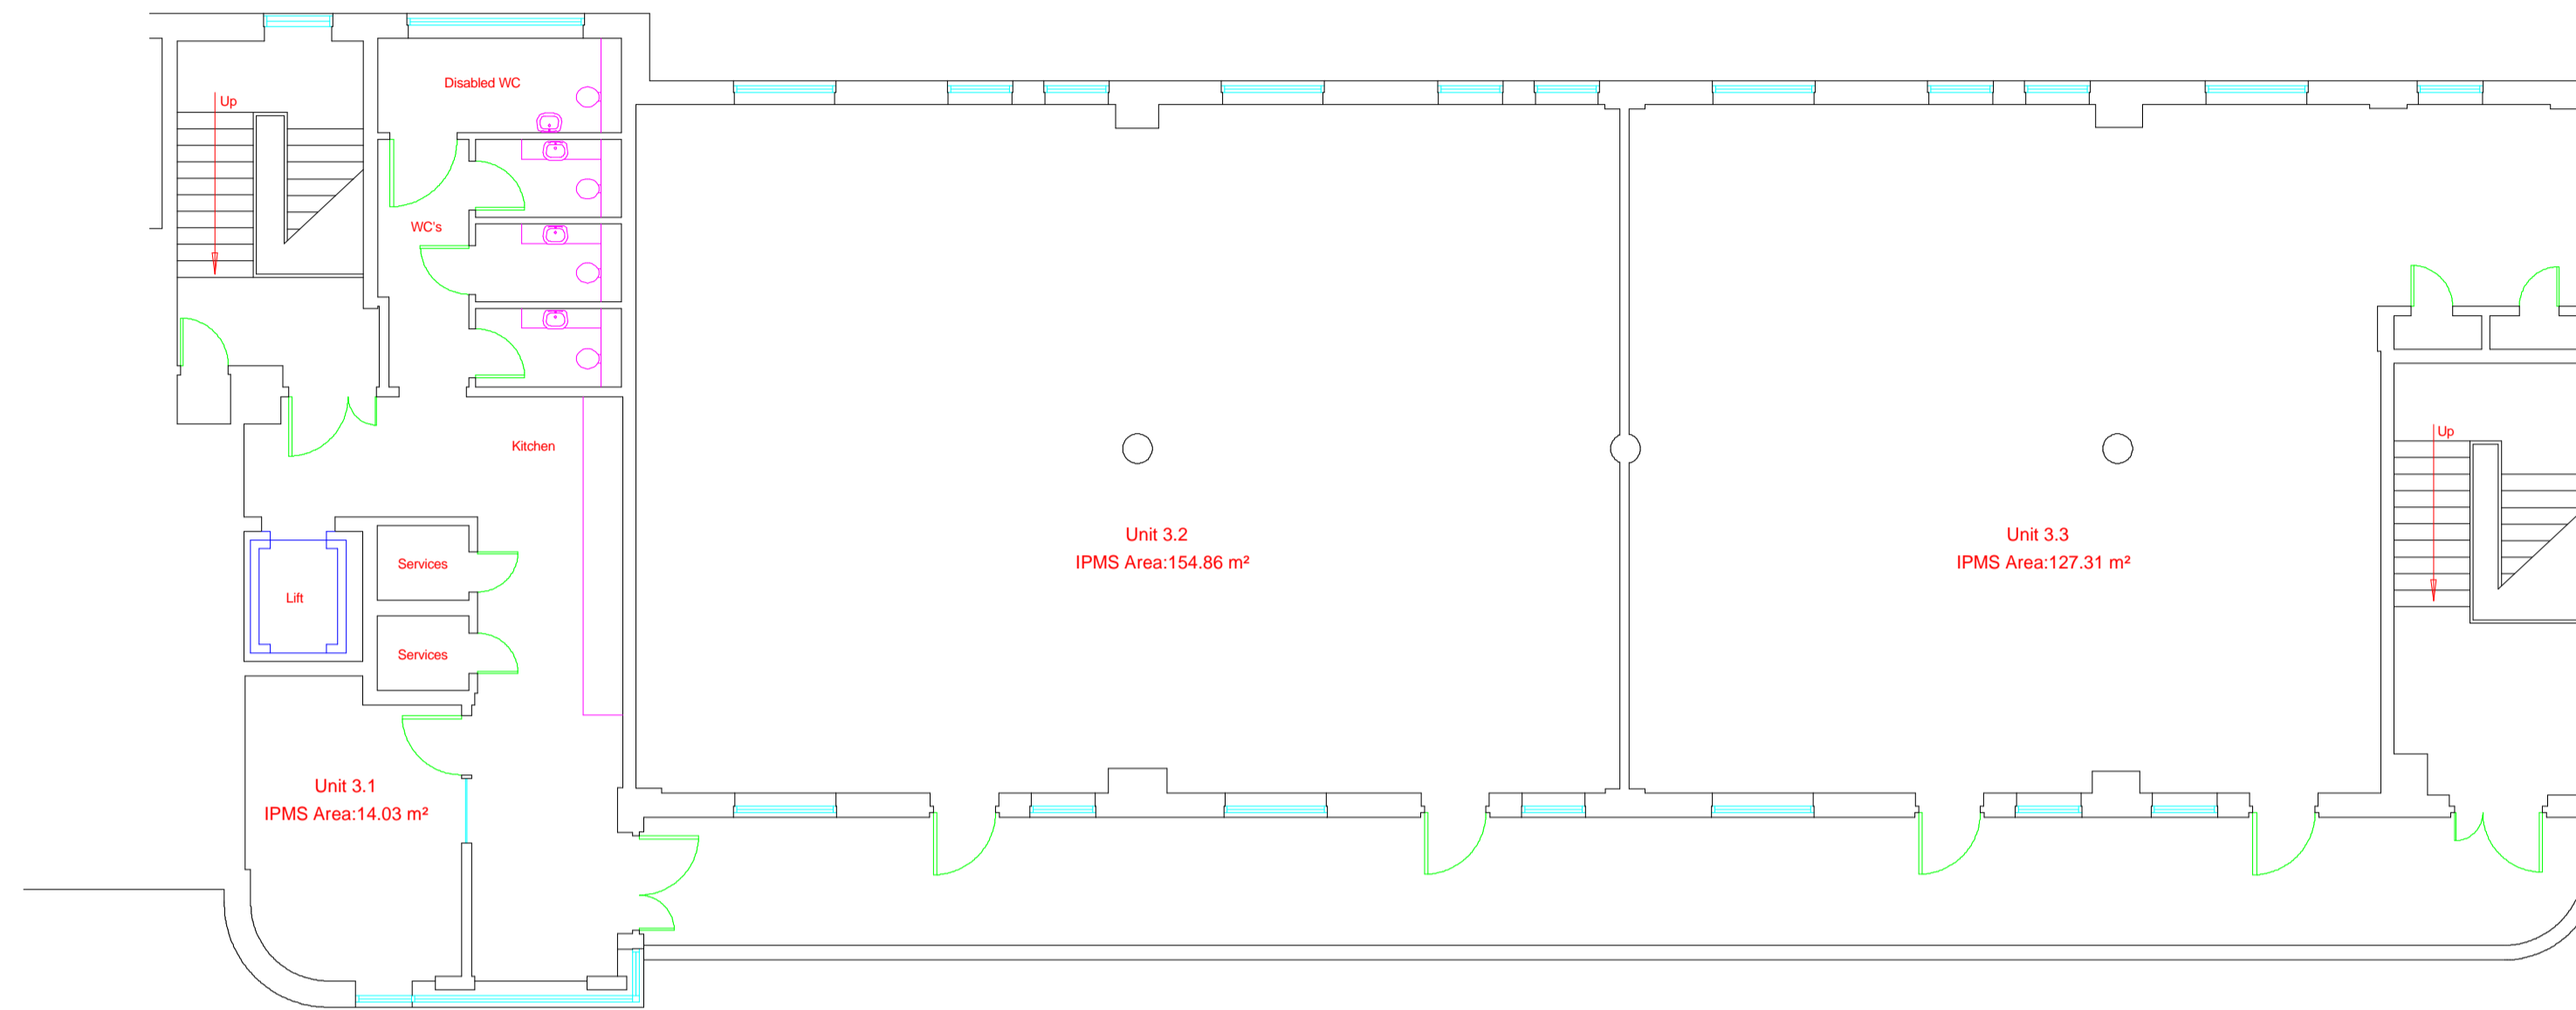 Disabled WC
Up
WC's
Kitchen
Up
Unit 3.2
IPMS Area:154.86 m²
Unit 3.3
IPMS Area:127.31 m²
Services
Lift
Services
Unit 3.1
IPMS Area:14.03 m²